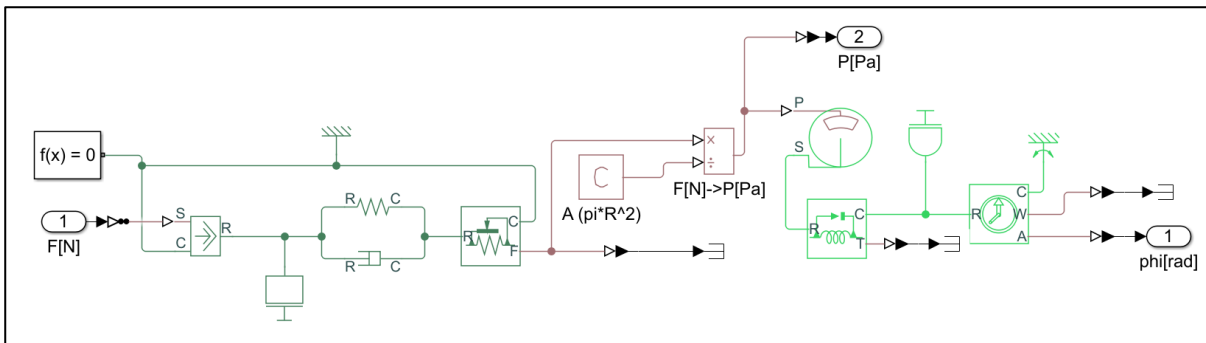 2
P[Pa]
P
f(x) = 0
×
÷
S
C
F[N]->P[Pa]
A (pi*R^2)
1
F[N]
S
C
R
R
C
R
C
R
C
F
R
C
T
R
C
W
A
1
phi[rad]